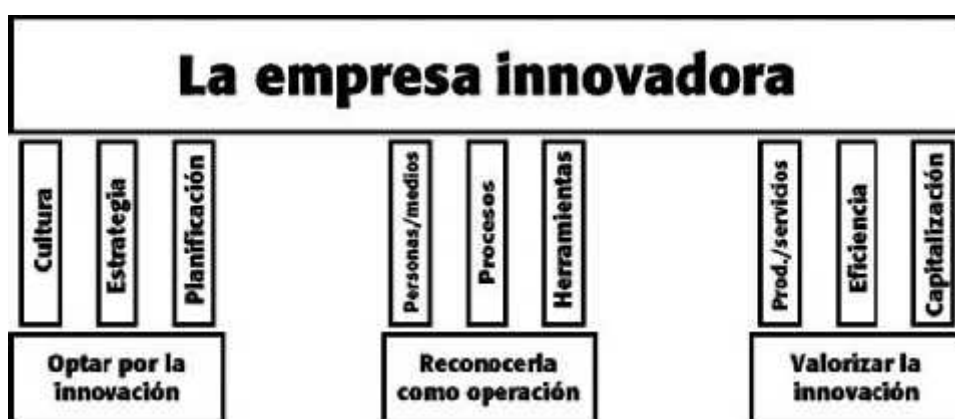 La empresa innovadora
Cultura
Estrategia
Planificación
Personas/medios
Procesos
Herramientas
Prod./servicios
Eficiencia
Capitalización
Optar por la
innovación
Reconocerla
como operación
Valorizar la
innovación